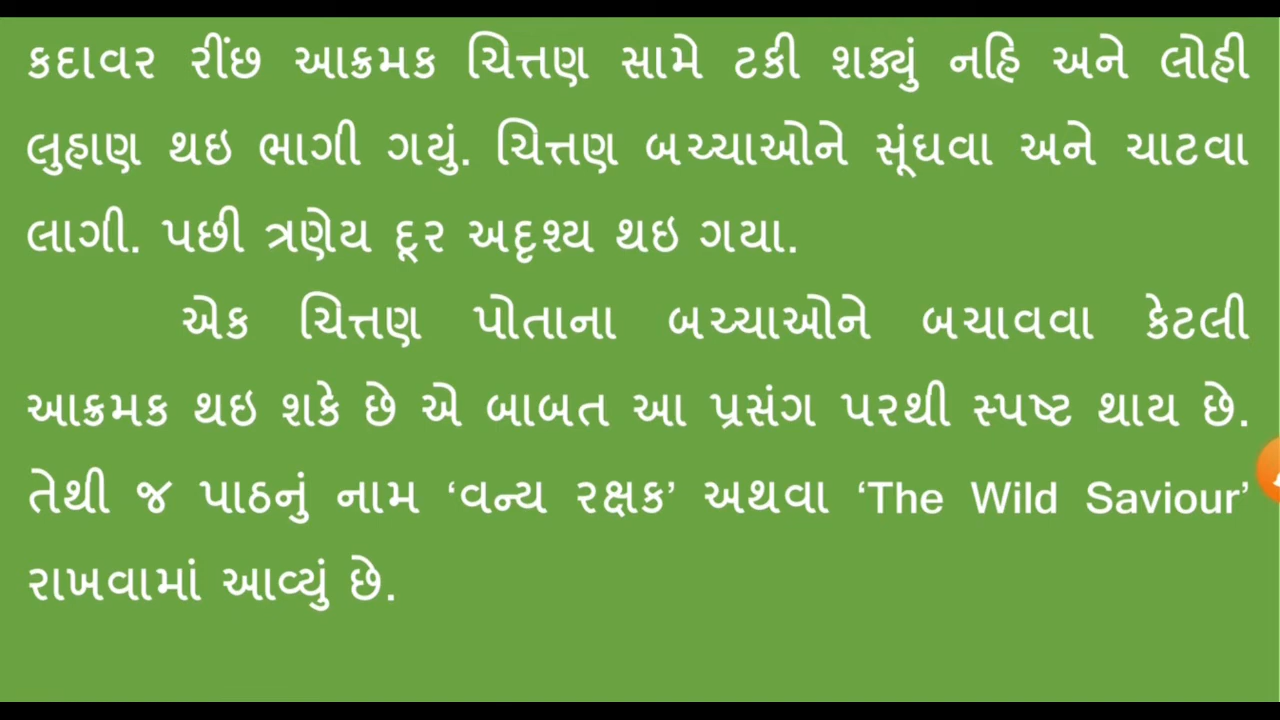 કદાવર રીંછ આક્રમક ચિત્તણ સામે ટકી શક્યું નહિ અને લોહી
લુહાણ થઇ ભાગી ગયું. ચિત્તણ બચ્ચાઓને સૂંઘવા અને ચાટવા
લાગી. પછી ત્રણેય દૂર અદૃશ્ય થઇ ગયા.
એક ચિત્તણ પોતાના બચ્ચાઓને બચાવવા કેટલી
આક્રમક થઇ શકે છે એ બાબત આ પ્રસંગ પરથી સ્પષ્ટ થાય છે.
તેથી જ પાઠનું નામ ‘વન્ય રક્ષક’ અથવા ‘The Wild Saviour’
રાખવામાં આવ્યું છે.